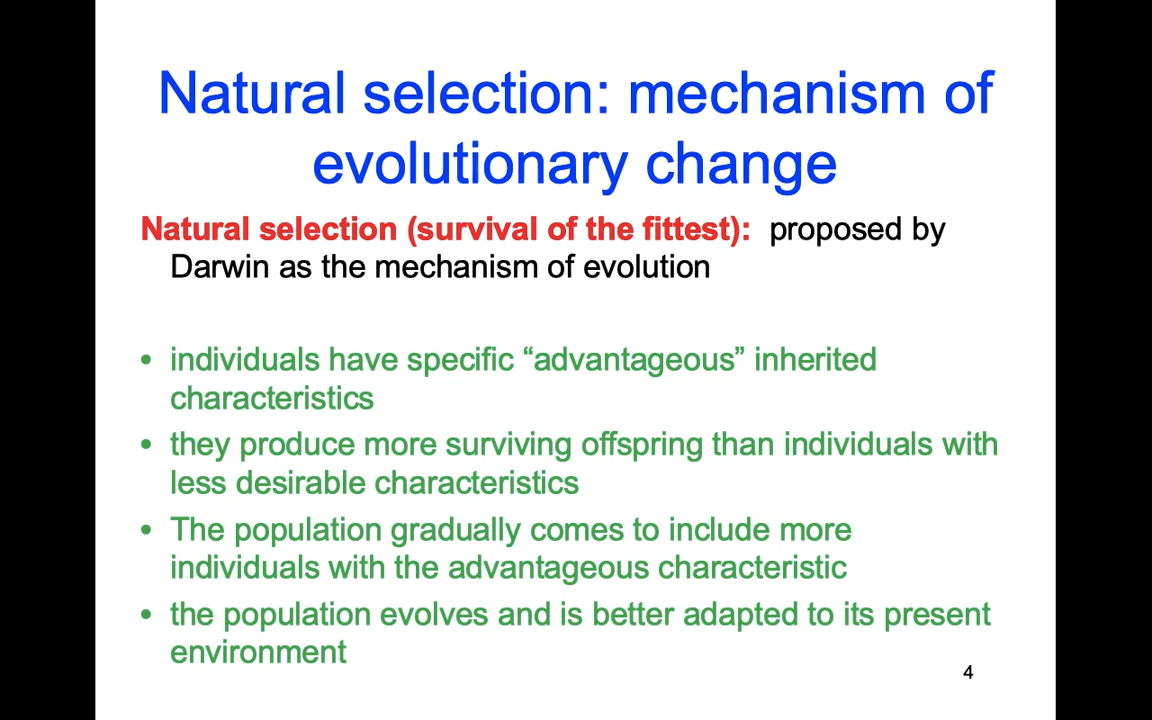 Natural selection: mechanism of
evolutionary change
Natural selection (survival of the fittest): proposed by
Darwin as the mechanism of evolution
• individuals have specific “advantageous” inherited
characteristics
• they produce more surviving offspring than individuals with
less desirable characteristics
• The population gradually comes to include more
individuals with the advantageous characteristic
• the population evolves and is better adapted to its present
environment
4